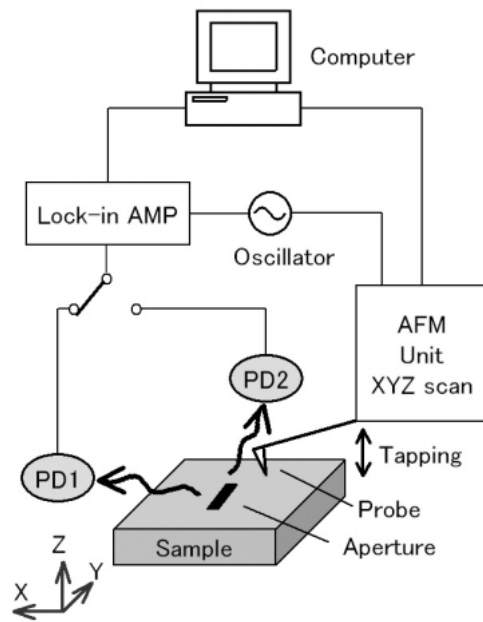 Computer
Lock-in AMP
Oscillator
AFM
Unit
XYZ scan
PD2
PD1
Tapping
Probe
Aperture
Sample
Z
Y
X